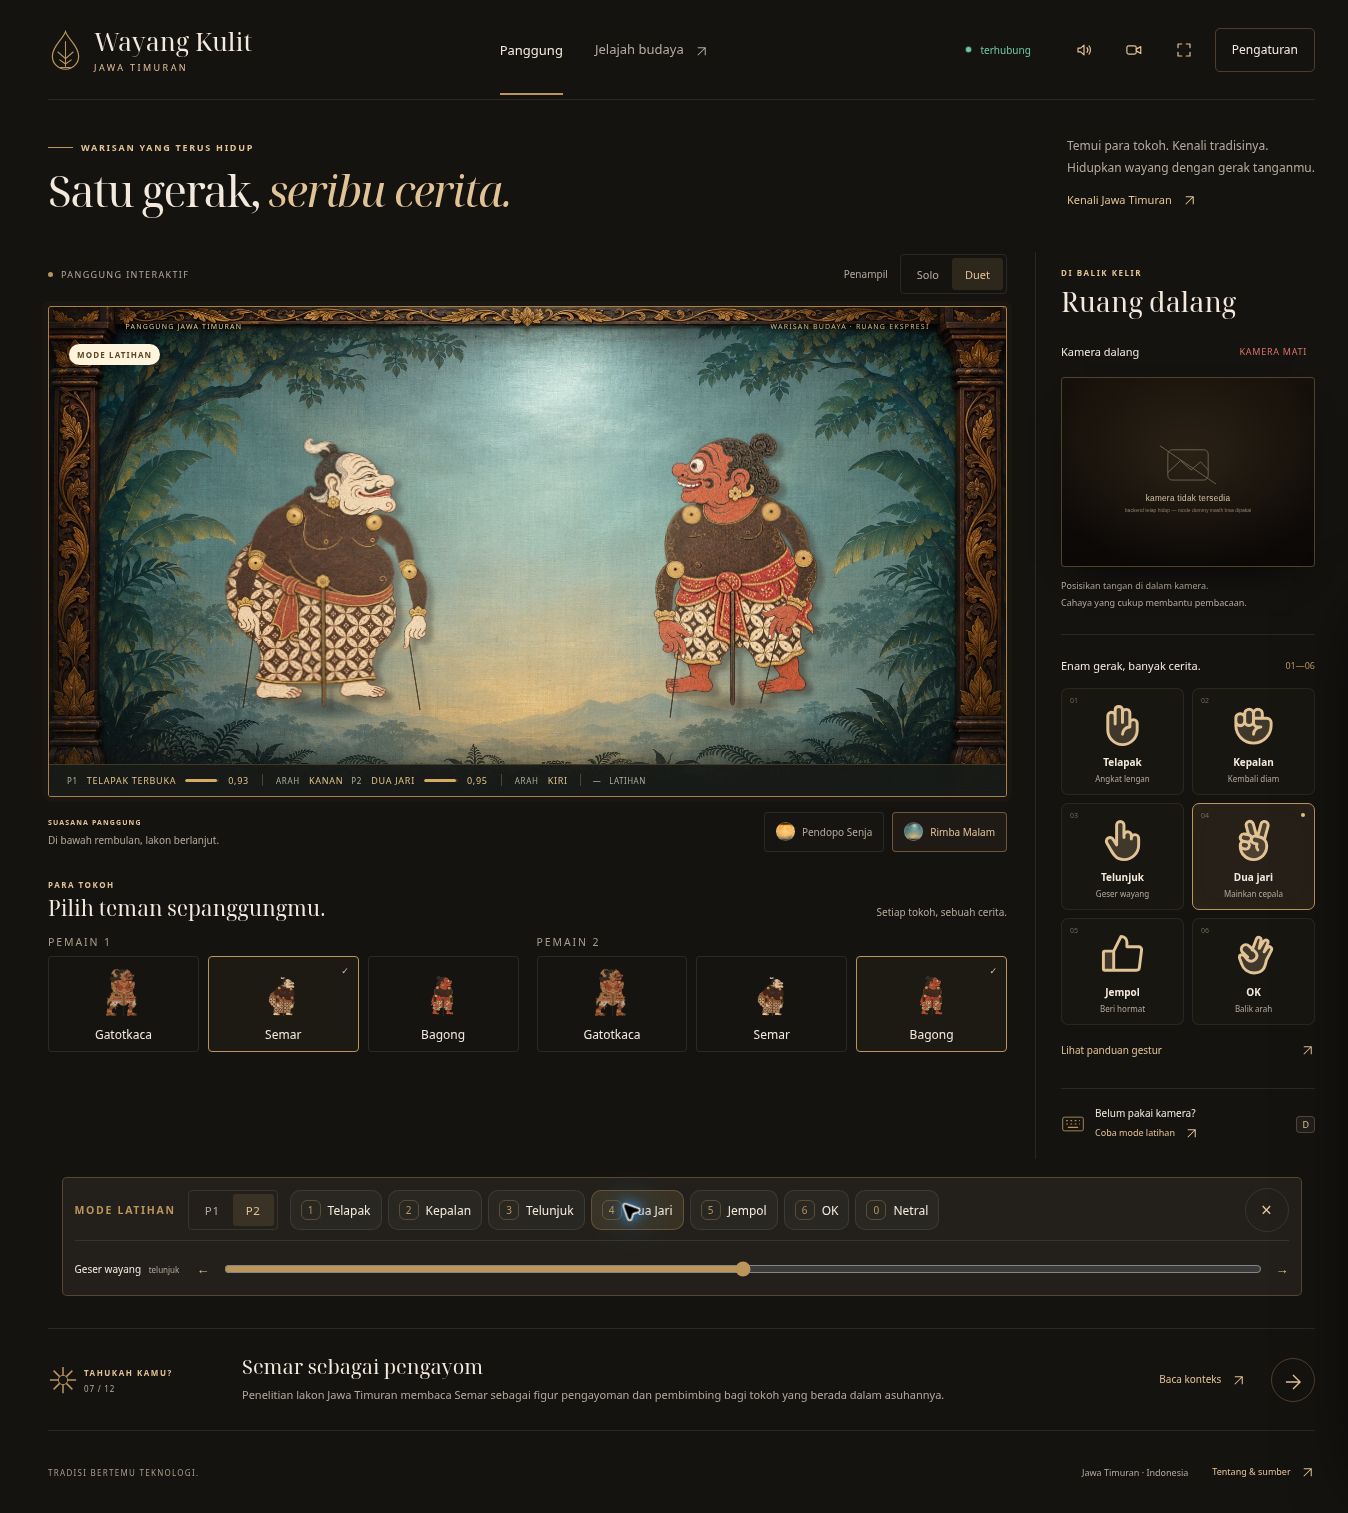 Wayang Kulit
JAWA TIMURAN
Panggung
Jelajah budaya
terhubung
Pengaturan
WARISAN YANG TERUS HIDUP
Satu gerak, seribu cerita.
Temui para tokoh. Kenali tradisinya.
Hidupkan wayang dengan gerak tanganmu.
Kenali Jawa Timuran
PANGGUNG INTERAKTIF
Penampil
Solo
Duet
PANGGUNG JAWA TIMURAN
WARISAN BUDAYA · RUANG EKSPRESI
MODE LATIHAN
P1 TELAPAK TERBUKA 0,93 ARAH KANAN P2 DUA JARI 0,95 ARAH KIRI — LATIHAN
SUASANA PANGGUNG
Di bawah rembulan, lakon berlanjut.
Pendopo Senja
Rimba Malam
PARA TOKOH
Pilih teman sepanggungmu.
Setiap tokoh, sebuah cerita.
PEMAIN 1
Gatotkaca
Semar
✓
Bagong
PEMAIN 2
Gatotkaca
Semar
Bagong
✓
DI BALIK KELIR
Ruang dalang
Kamera dalang
KAMERA MATI
kamera tidak tersedia
backend tetap hidup — mode dummy masih bisa dipakai
Posisikan tangan di dalam kamera.
Cahaya yang cukup membantu pembacaan.
Enam gerak, banyak cerita.
01—06
01
Telapak
Angkat lengan
02
Kepalan
Kembali diam
03
Telunjuk
Geser wayang
04
Dua jari
Mainkan cepala
05
Jempol
Beri hormat
06
OK
Balik arah
Lihat panduan gestur
Belum pakai kamera?
Coba mode latihan
D
MODE LATIHAN
P1
P2
1 Telapak
2 Kepalan
3 Telunjuk
4 ua Jari
5 Jempol
6 OK
0 Netral
×
Geser wayang telunjuk ← →
TAHUKAH KAMU?
07 / 12
Semar sebagai pengayom
Penelitian lakon Jawa Timuran membaca Semar sebagai figur pengayoman dan pembimbing bagi tokoh yang berada dalam asuhannya.
Baca konteks
TRADISI BERTEMU TEKNOLOGI.
Jawa Timuran · Indonesia
Tentang & sumber